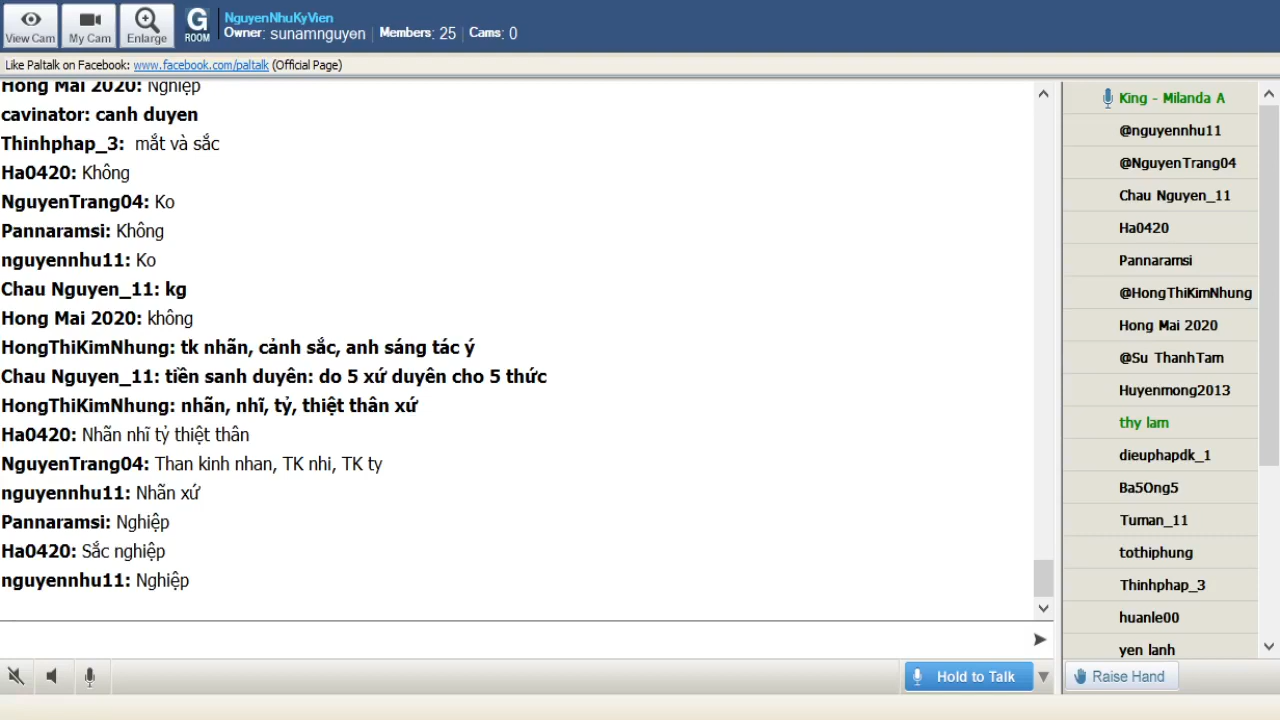 View Cam
My Cam
Enlarge
G
ROOM
NguyenNhuKyVien
Owner: sunamnguyen | Members: 25 | Cams: 0
Like Paltalk on Facebook: www.facebook.com/paltalk (Official Page)
Hong Mai 2020: Nghiệp
cavinator: canh duyen
Thinhphap_3: mắt và sắc
Ha0420: Không
NguyenTrang04: Ko
Pannaramsi: Không
nguyennhu11: Ko
Chau Nguyen_11: kg
Hong Mai 2020: không
HongThiKimNhung: tk nhãn, cảnh sắc, anh sáng tác ý
Chau Nguyen_11: tiền sanh duyên: do 5 xứ duyên cho 5 thức
HongThiKimNhung: nhãn, nhĩ, tỷ, thiệt thân xứ
Ha0420: Nhãn nhĩ tỷ thiệt thân
NguyenTrang04: Than kinh nhan, TK nhi, TK ty
nguyennhu11: Nhãn xứ
Pannaramsi: Nghiệp
Ha0420: Sắc nghiệp
nguyennhu11: Nghiệp
Hold to Talk
King - Milanda A
@nguyennhu11
@NguyenTrang04
Chau Nguyen_11
Ha0420
Pannaramsi
@HongThiKimNhung
Hong Mai 2020
@Su ThanhTam
Huyenmong2013
thy lam
dieuphapdk_1
Ba5Ong5
Tuman_11
tothiphung
Thinhphap_3
huanle00
yen lanh
Raise Hand